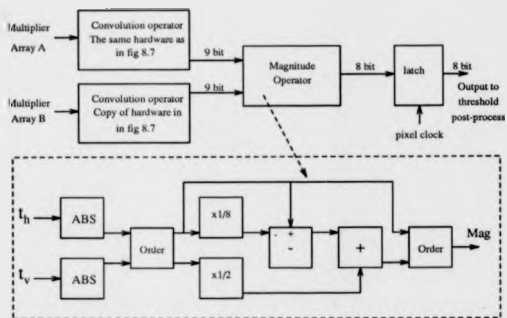 Multiplier
Array A
Convolution operator
The same hardware as
in fig 8.7
9 bit
Magnitude
Operator
8 bit
latch
8 bit
Output to
threshold
post-process
pixel clock
Multiplier
Array B
Convolution operator
Copy of hardware in
in fig 8.7
9 bit
t_h
ABS
Order
x1/8
- +
-
+
Order
Mag
t_v
ABS
x1/2